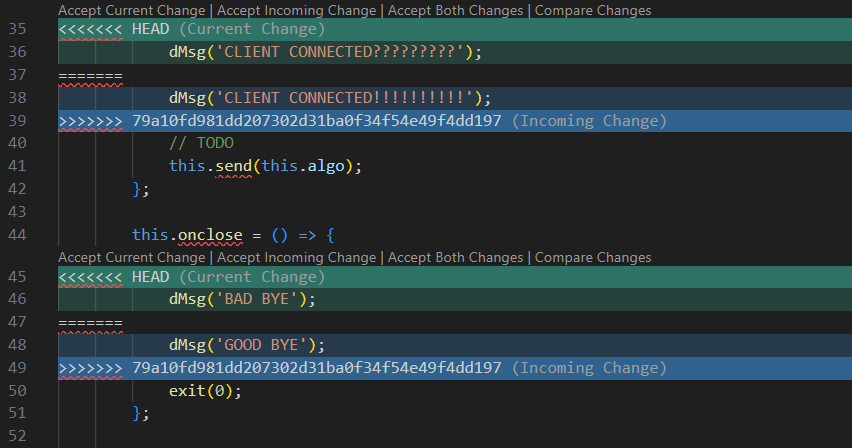 Accept Current Change | Accept Incoming Change | Accept Both Changes | Compare Changes
35 <<<<<<< HEAD (Current Change)
36 dMsg('CLIENT CONNECTED?????????');
37 =======
38 dMsg('CLIENT CONNECTED!!!!!!!!!!');
39 >>>>>>> 79a10fd981dd207302d31ba0f34f54e49f4dd197 (Incoming Change)
40 // TODO
41 this.send(this.algo);
42 };
43
44 this.onclose = () => {
Accept Current Change | Accept Incoming Change | Accept Both Changes | Compare Changes
45 <<<<<<< HEAD (Current Change)
46 dMsg('BAD BYE');
47 =======
48 dMsg('GOOD BYE');
49 >>>>>>> 79a10fd981dd207302d31ba0f34f54e49f4dd197 (Incoming Change)
50 exit(0);
51 };
52